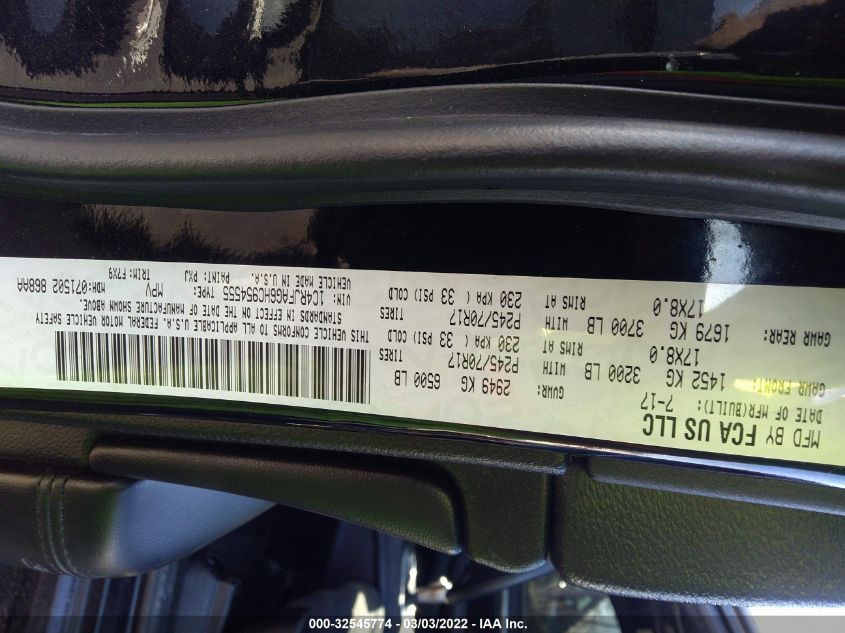 MFD BY FCA US LLC
DATE OF MFR(BUILT): 7-17
GVWR: 2949 KG 6500 LB
GAWR FRONT: 1452 KG 3200 LB WITH P245/70R17 TIRES
17X8.0 RIMS AT 230 KPA ( 33 PSI) COLD
GAWR REAR: 1679 KG 3700 LB WITH P245/70R17 TIRES
17X8.0 RIMS AT 230 KPA ( 33 PSI) COLD
THIS VEHICLE CONFORMS TO ALL APPLICABLE U.S.A. FEDERAL MOTOR VEHICLE SAFETY
STANDARDS IN EFFECT ON THE DATE OF MANUFACTURE SHOWN ABOVE.
VIN: 1C4RJFAG6HC954555 TYPE: MPV MDH:071502 868AA
VEHICLE MADE IN U.S.A. PAINT: PXJ TRIM:F7X9
000-32545774 - 03/03/2022 - IAA Inc.